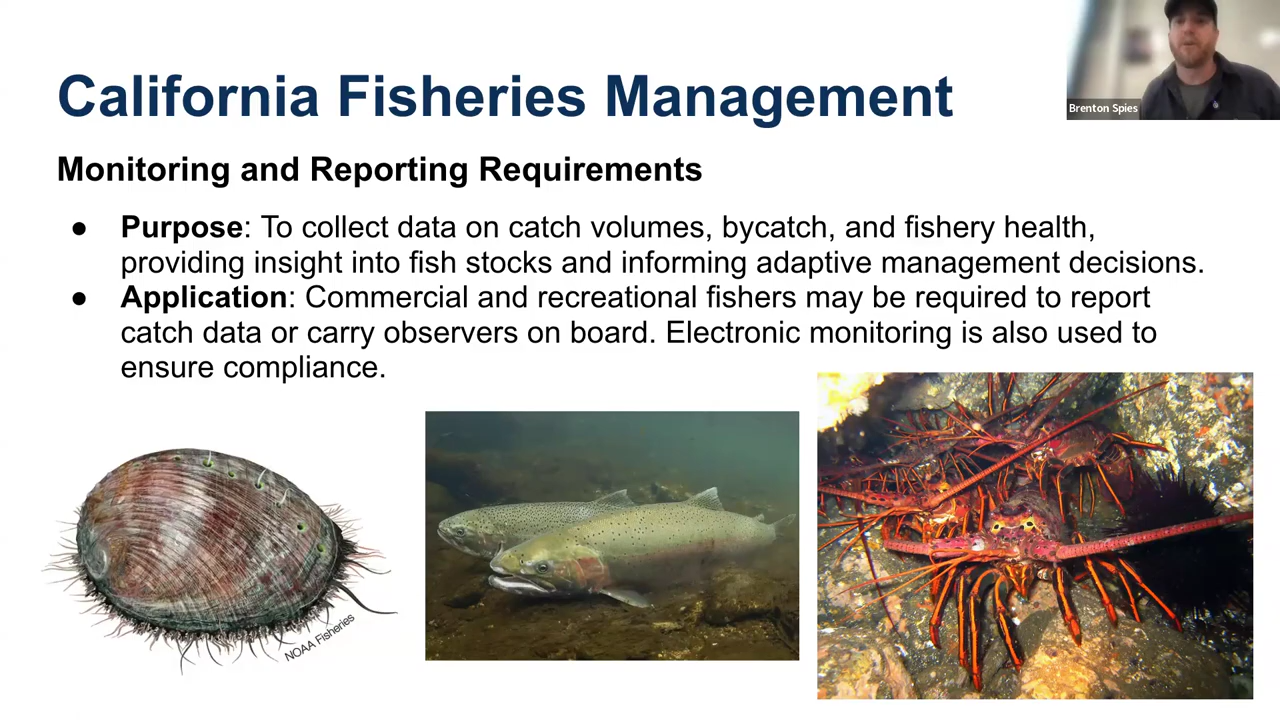 California Fisheries Management
Brenton Spies
Monitoring and Reporting Requirements
● Purpose: To collect data on catch volumes, bycatch, and fishery health,
providing insight into fish stocks and informing adaptive management decisions.
● Application: Commercial and recreational fishers may be required to report
catch data or carry observers on board. Electronic monitoring is also used to
ensure compliance.
NOAA Fisheries